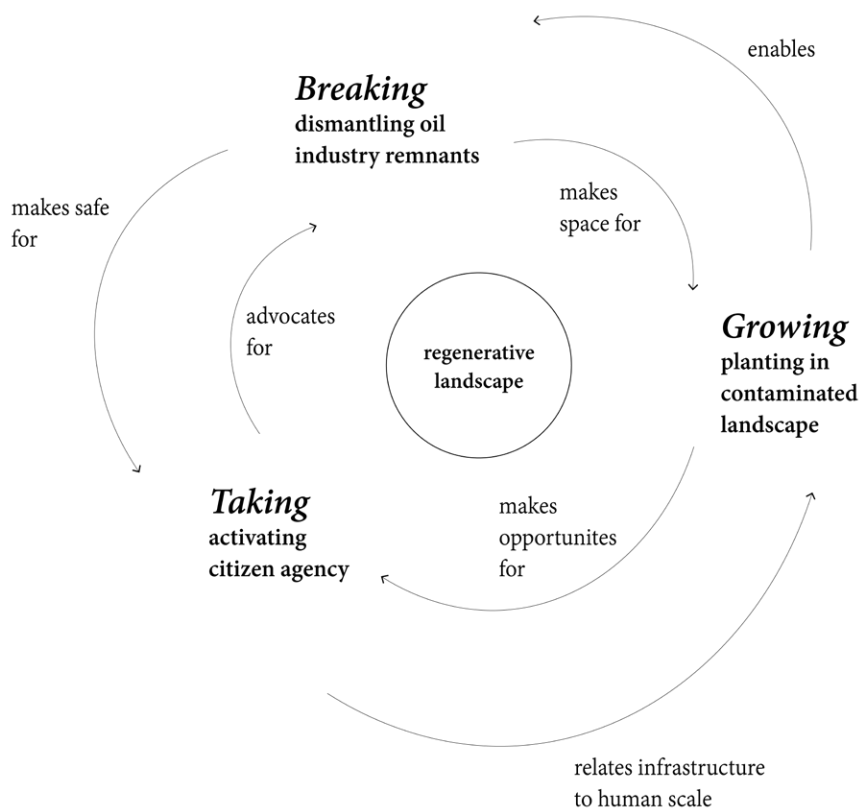 enables
Breaking
dismantling oil
industry remnants
makes
space for
makes safe
for
advocates
for
regenerative
landscape
Growing
planting in
contaminated
landscape
Taking
activating
citizen agency
makes
opportunites
for
relates infrastructure
to human scale